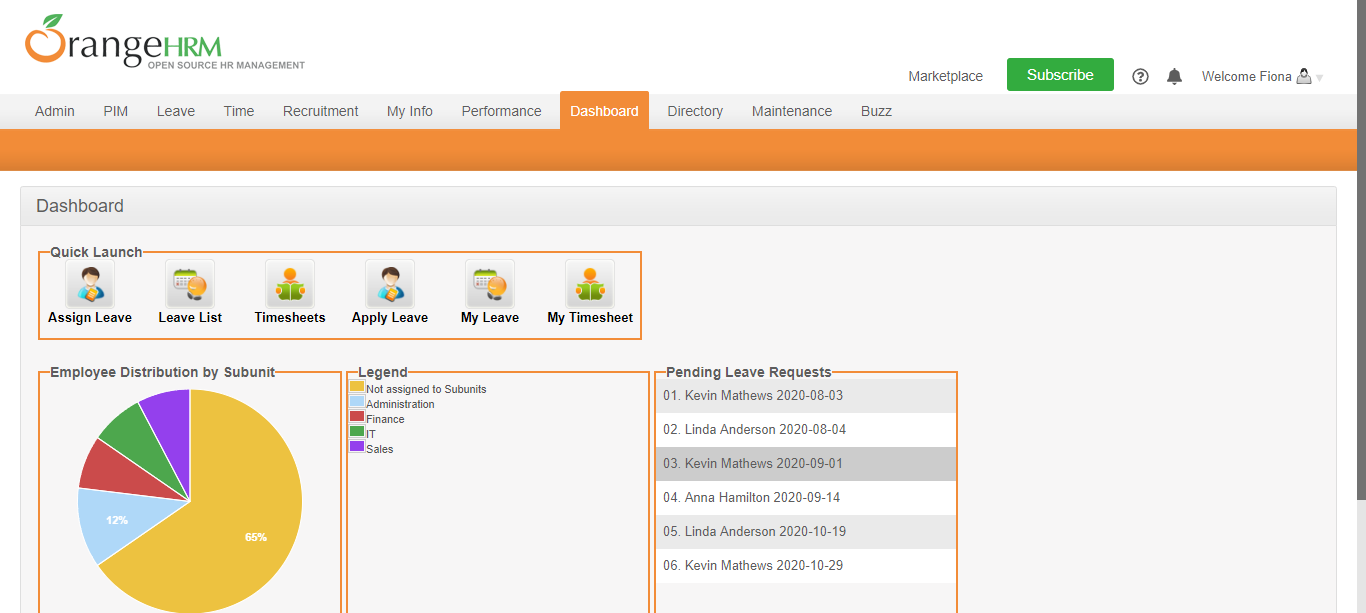 OrangeHRM
OPEN SOURCE HR MANAGEMENT
Marketplace
Subscribe
?
Welcome Fiona
Admin PIM Leave Time Recruitment My Info Performance Dashboard Directory Maintenance Buzz
Dashboard
Quick Launch
Assign Leave Leave List Timesheets Apply Leave My Leave My Timesheet
Employee Distribution by Subunit
12%
65%
Legend
Not assigned to Subunits
Administration
Finance
IT
Sales
Pending Leave Requests
01. Kevin Mathews 2020-08-03
02. Linda Anderson 2020-08-04
03. Kevin Mathews 2020-09-01
04. Anna Hamilton 2020-09-14
05. Linda Anderson 2020-10-19
06. Kevin Mathews 2020-10-29